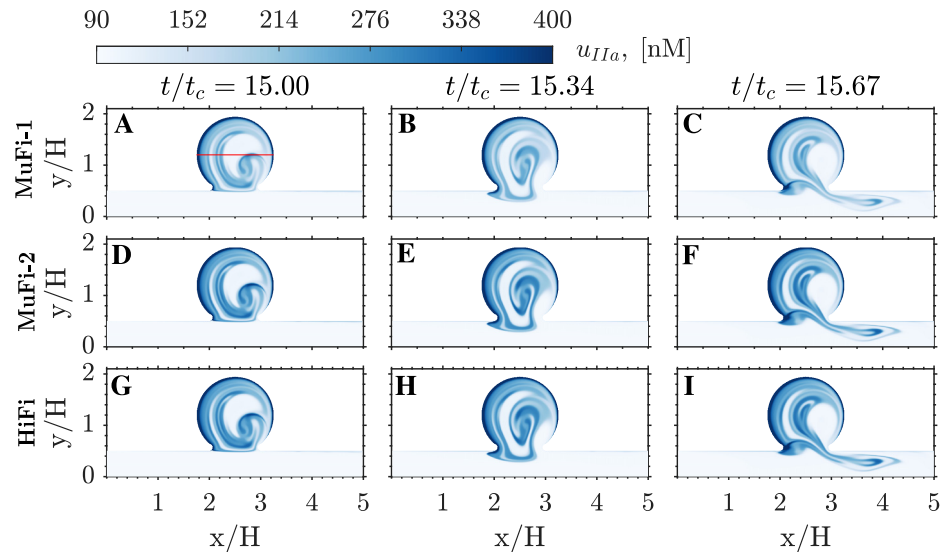 90 152 214 276 338 400
u_{IIa}, [nM]
t/t_c = 15.00 t/t_c = 15.34 t/t_c = 15.67
MuFi-1
y/H
2
1
0
A B C
MuFi-2
y/H
2
1
0
D E F
HiFi
y/H
2
1
0
G H I
1 2 3 4 5 1 2 3 4 5 1 2 3 4 5
x/H x/H x/H